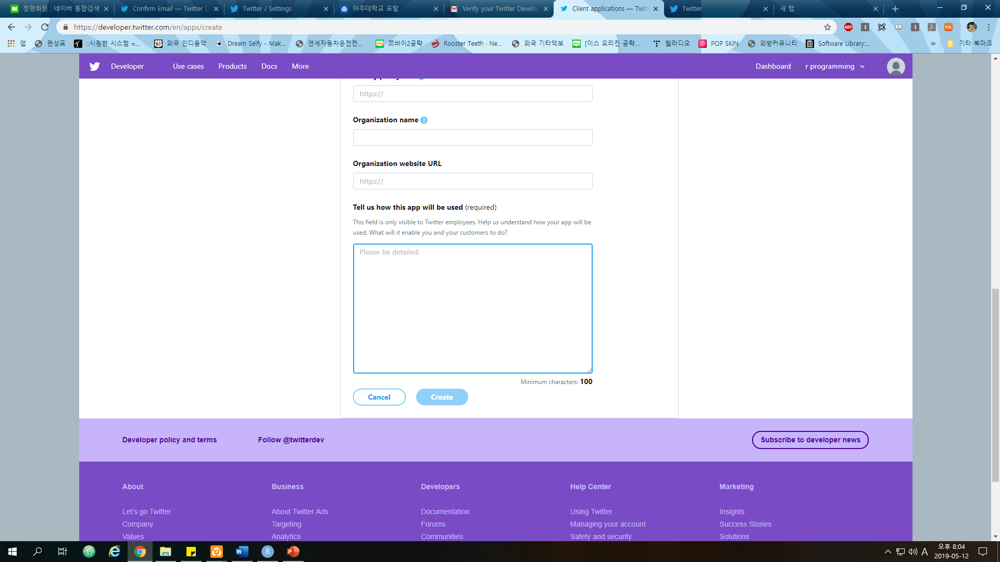 정형화된 : 네이버 통합검색
Confirm Email — Twitter D
Twitter / Settings
아주대학교 포탈
Verify your Twitter Develop
Client applications — Twitt
Twitter
새 탭
https://developer.twitter.com/en/apps/create
ABP
앱
편성표
::시원한 시스템 =...
외국 인디음악
Dream Selfy - Mak...
연세자동차운전전...
쯔바이2공략
Rooster Teeth · Ne...
외국 기타악보
[이스 오리진 공략...
웹라디오
POP SKIN
외방커뮤니티
Software Library:...
»
기타 북마크
Developer
Use cases
Products
Docs
More
Dashboard
r programming
https://
Organization name ?
Organization website URL
https://
Tell us how this app will be used (required)
This field is only visible to Twitter employees. Help us understand how your app will be
used. What will it enable you and your customers to do?
Please be detailed.
Minimum characters: 100
Cancel
Create
Developer policy and terms
Follow @twitterdev
Subscribe to developer news
About
Business
Developers
Help Center
Marketing
Let's go Twitter
About Twitter Ads
Documentation
Using Twitter
Insights
Company
Targeting
Forums
Managing your account
Success Stories
Values
Analytics
Communities
Safety and security
Solutions
A
오후 8:04
2019-05-12